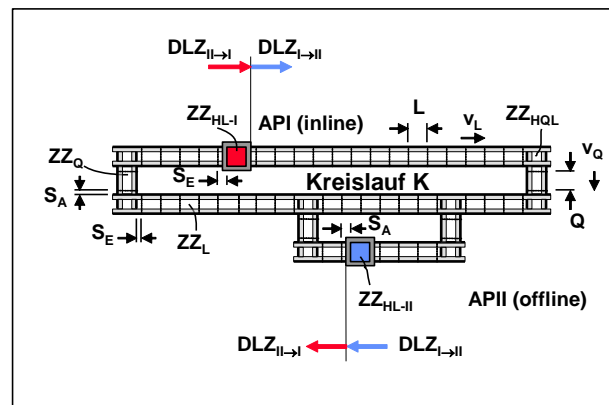 DLZII→I DLZI→II
ZZHL-I
API (inline)
L
vL
ZZHQL
ZZQ
vQ
SE
Kreislauf K
SA
Q
SE
ZZL
SA
ZZHL-II
APII (offline)
DLZII→I DLZI→II